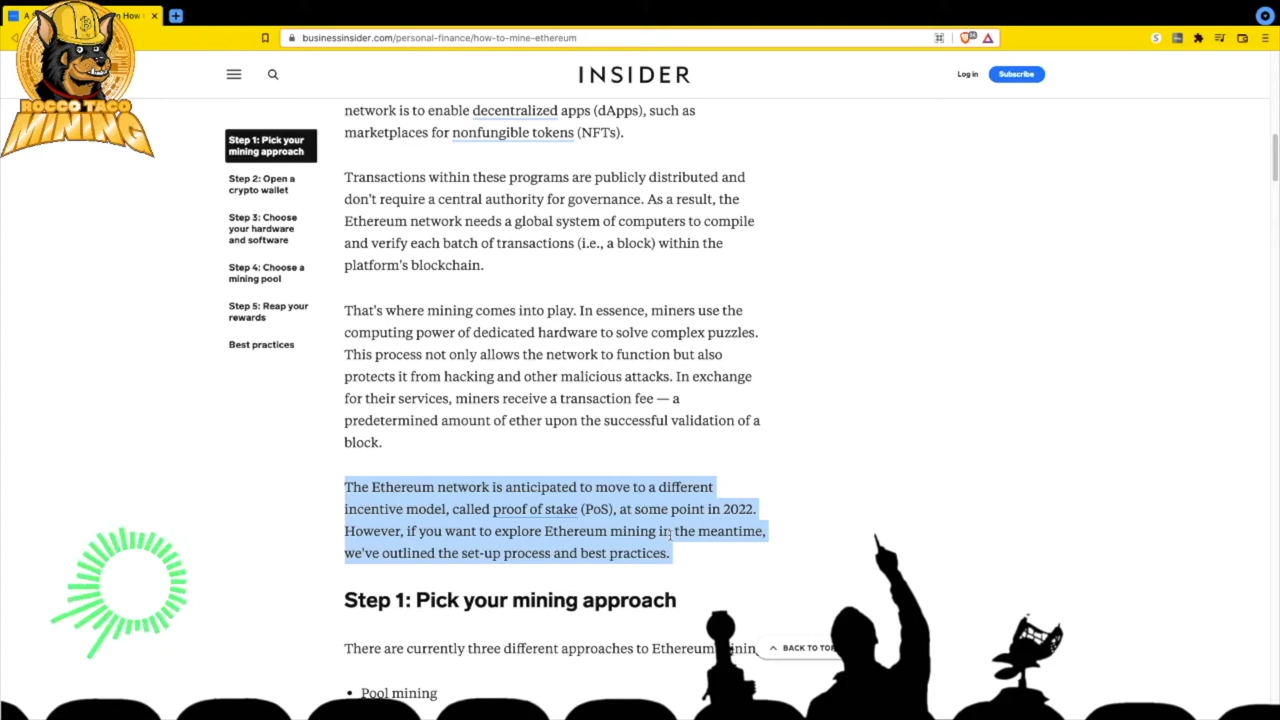 businessinsider.com/personal-finance/how-to-mine-ethereum
ROCCO TACO
MINING
INSIDER
Log in
Subscribe
Step 1: Pick your
mining approach
Step 2: Open a
crypto wallet
Step 3: Choose
your hardware
and software
Step 4: Choose a
mining pool
Step 5: Reap your
rewards
Best practices
network is to enable decentralized apps (dApps), such as
marketplaces for nonfungible tokens (NFTs).
Transactions within these programs are publicly distributed and
don't require a central authority for governance. As a result, the
Ethereum network needs a global system of computers to compile
and verify each batch of transactions (i.e., a block) within the
platform's blockchain.
That's where mining comes into play. In essence, miners use the
computing power of dedicated hardware to solve complex puzzles.
This process not only allows the network to function but also
protects it from hacking and other malicious attacks. In exchange
for their services, miners receive a transaction fee — a
predetermined amount of ether upon the successful validation of a
block.
The Ethereum network is anticipated to move to a different
incentive model, called proof of stake (PoS), at some point in 2022.
However, if you want to explore Ethereum mining in the meantime,
we've outlined the set-up process and best practices.
Step 1: Pick your mining approach
There are currently three different approaches to Ethereum
BACK TO TOP
• Pool mining